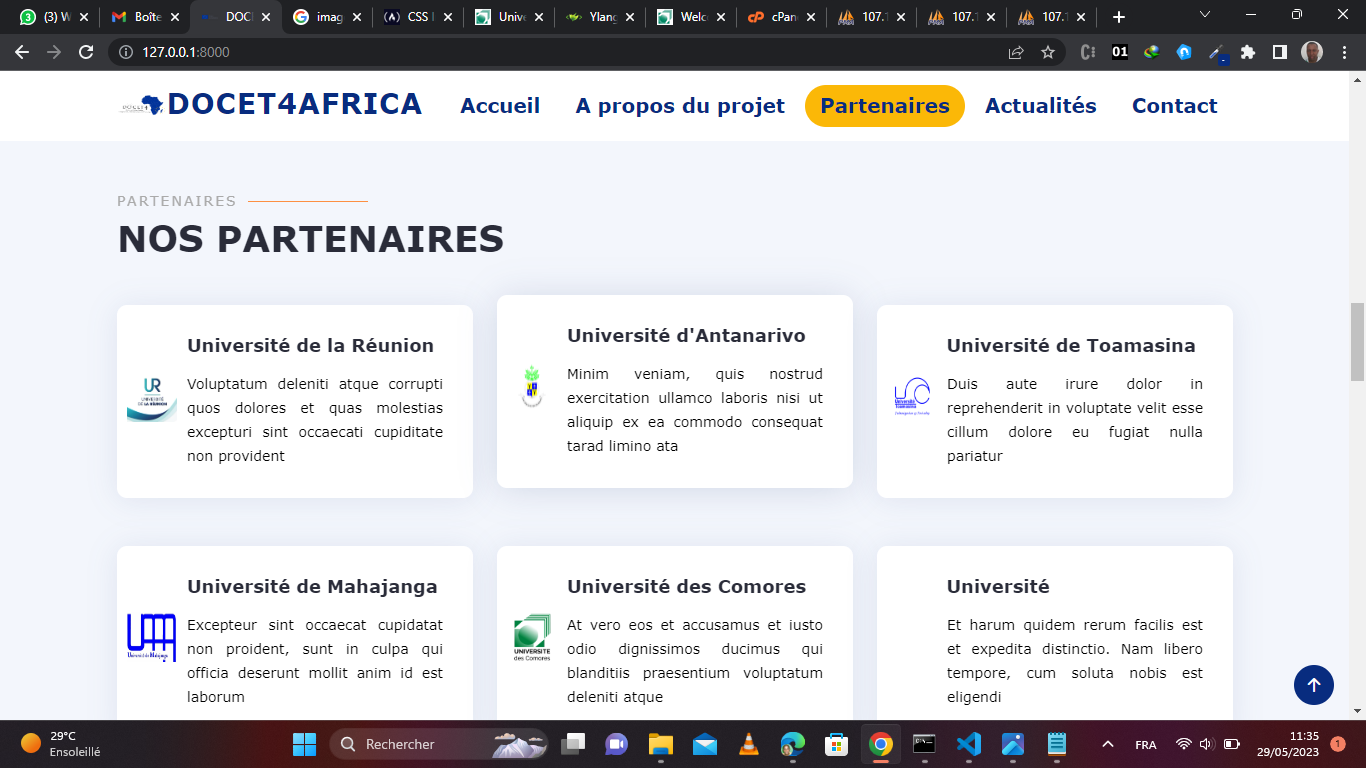 (3) W
Boîte
DOCE
imag
CSS I
Unive
Ylang
Welc
cPan
107.1
107.1
107.1
127.0.0.1:8000
01
DOCET4AFRICA
Accueil
A propos du projet
Partenaires
Actualités
Contact
PARTENAIRES
NOS PARTENAIRES
Université de la Réunion
UR
UNIVERSITÉ
DE LA RÉUNION
Voluptatum deleniti atque corrupti
quos dolores et quas molestias
excepturi sint occaecati cupiditate
non provident
Université d'Antanarivo
Minim veniam, quis nostrud
exercitation ullamco laboris nisi ut
aliquip ex ea commodo consequat
tarad limino ata
Université de Toamasina
Université
Toamasina
Duis aute irure dolor in
reprehenderit in voluptate velit esse
cillum dolore eu fugiat nulla
pariatur
Université de Mahajanga
Université de Mahajanga
Excepteur sint occaecat cupidatat
non proident, sunt in culpa qui
officia deserunt mollit anim id est
laborum
Université des Comores
UNIVERSITE
des Comores
At vero eos et accusamus et iusto
odio dignissimos ducimus qui
blanditiis praesentium voluptatum
deleniti atque
Université
Et harum quidem rerum facilis est
et expedita distinctio. Nam libero
tempore, cum soluta nobis est
eligendi
29°C
Ensoleillé
Rechercher
FRA
11:35
29/05/2023
1